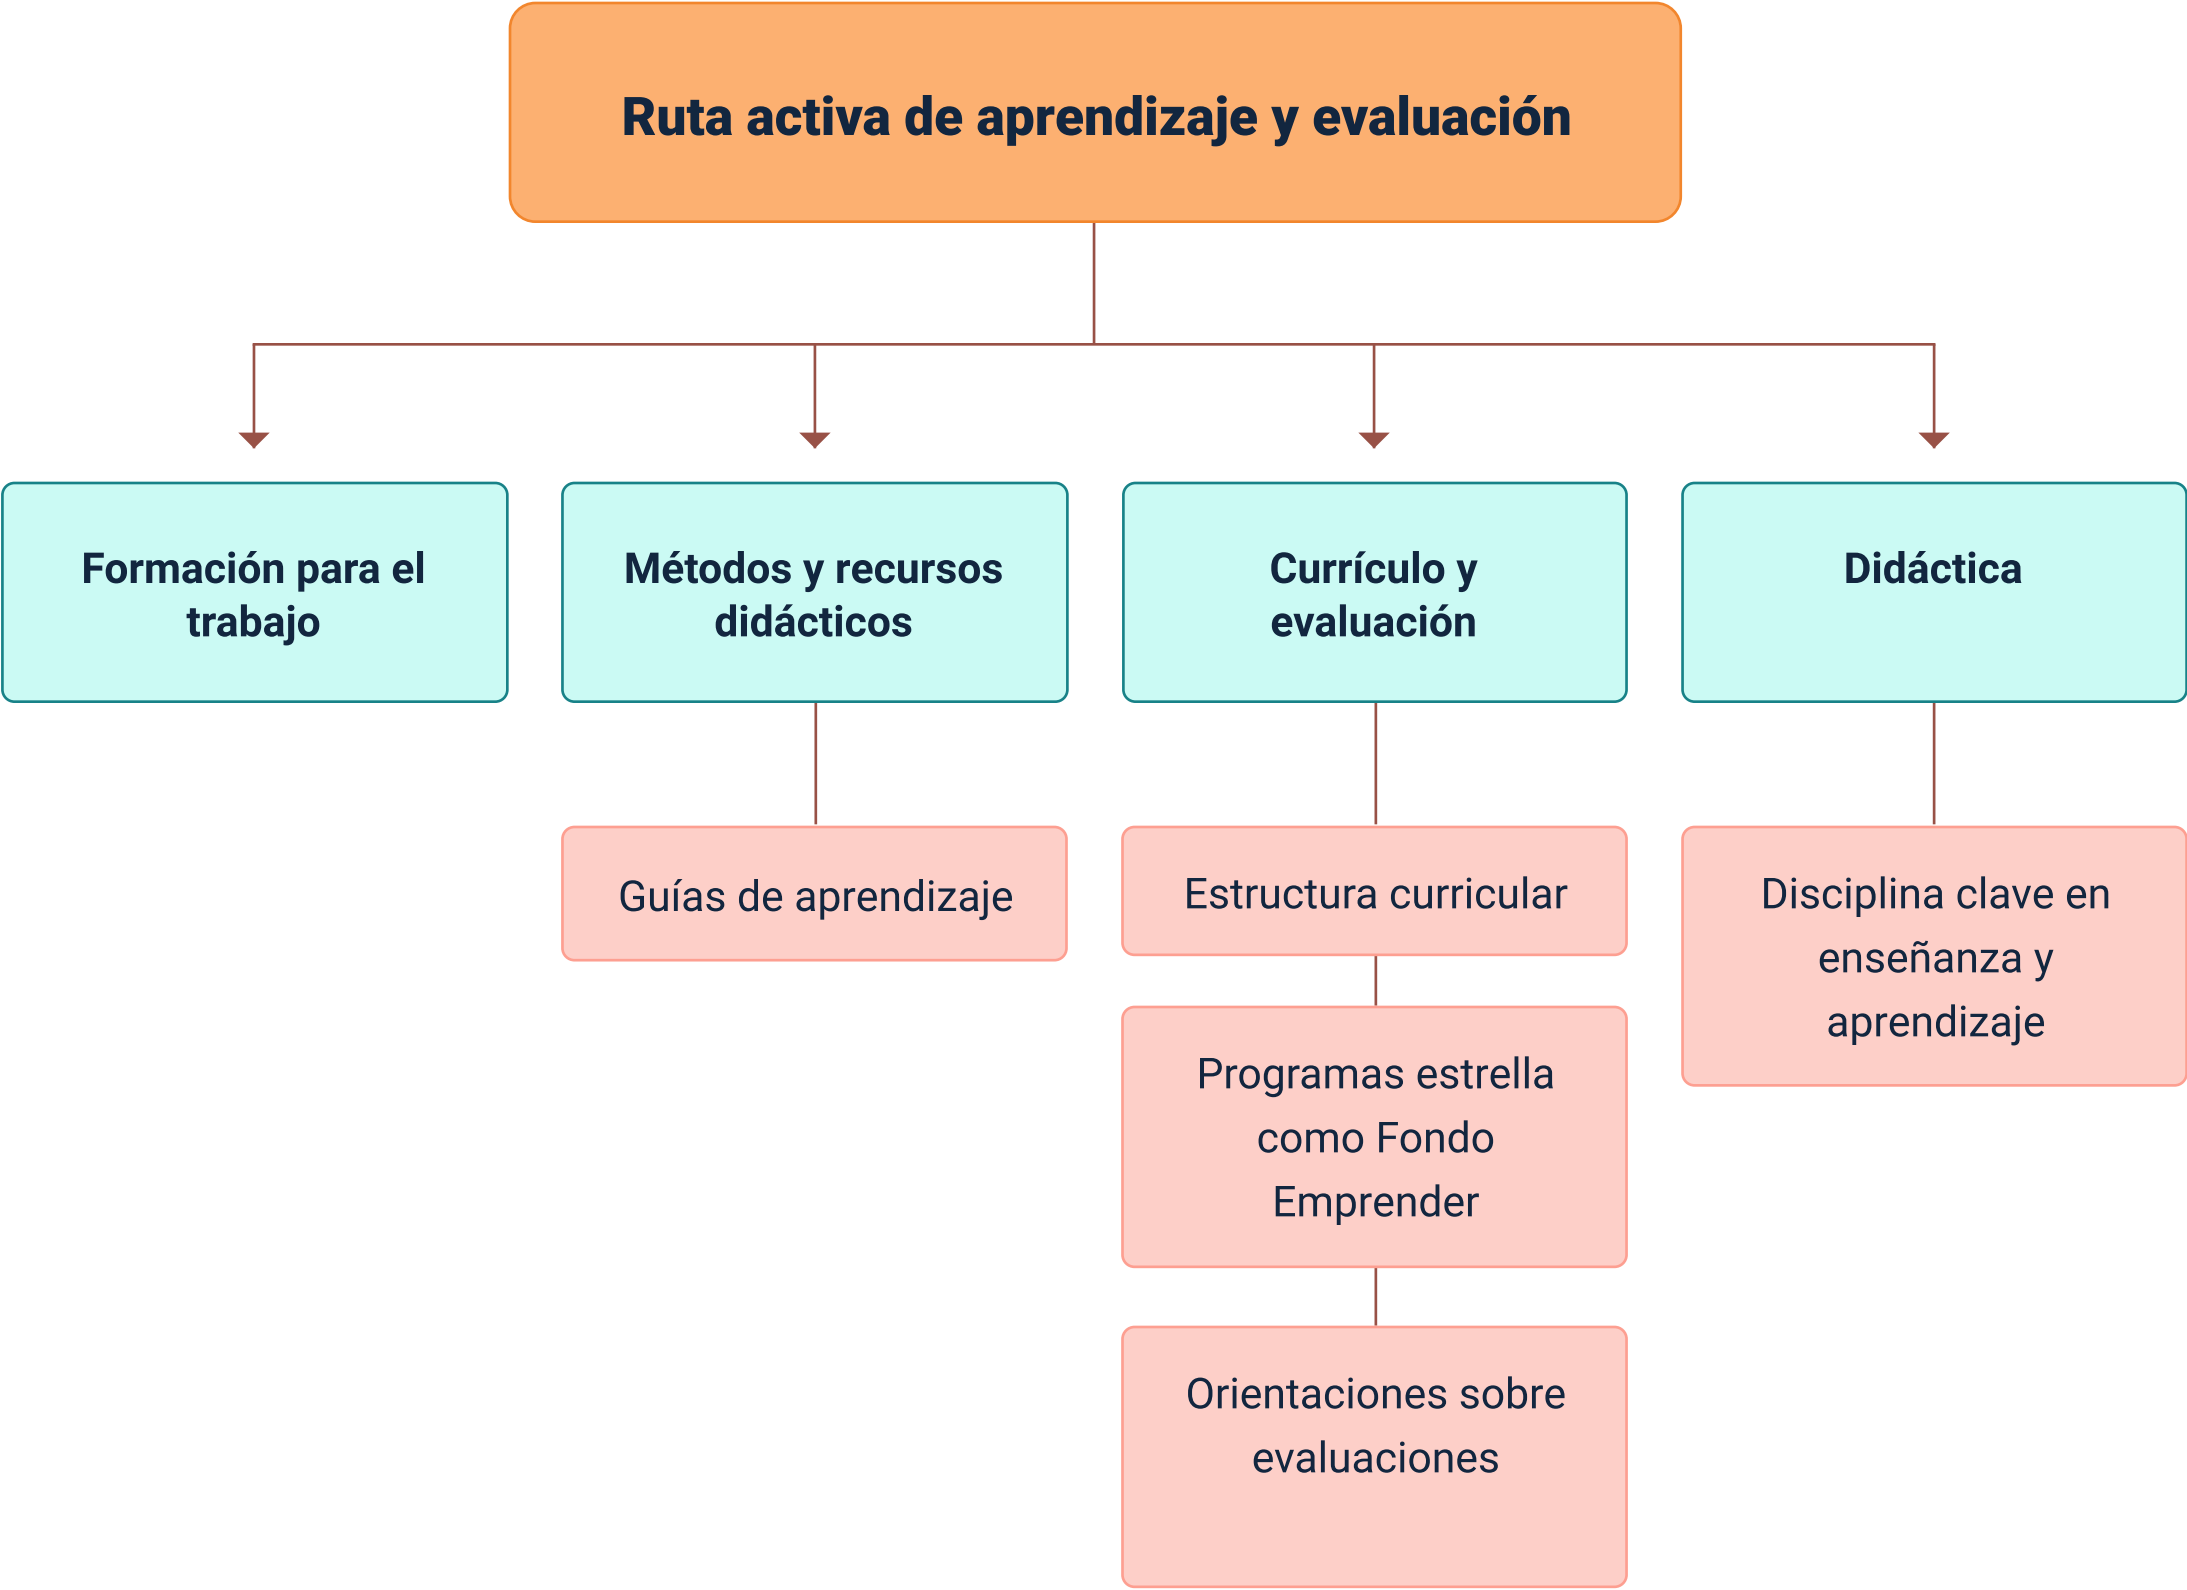 Ruta activa de aprendizaje y evaluación
Formación para el
trabajo
Métodos y recursos
didácticos
Currículo y
evaluación
Didáctica
Guías de aprendizaje
Estructura curricular
Programas estrella
como Fondo
Emprender
Orientaciones sobre
evaluaciones
Disciplina clave en
enseñanza y
aprendizaje